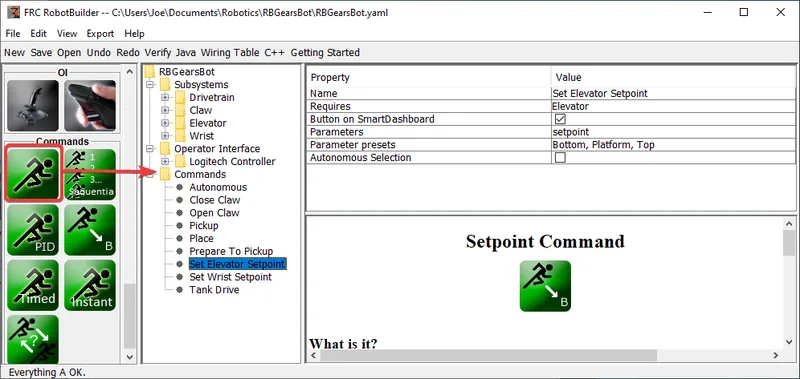 FRC RobotBuilder -- C:\Users\Joe\Documents\Robotics\RBGearsBot\RBGearsBot.yaml
File Edit View Export Help
New Save Open Undo Redo Verify Java Wiring Table C++ Getting Started
OI
Commands
1
2
3...
Sequentia
PID
B
Timed
Instant
?
RBGearsBot
Subsystems
Drivetrain
Claw
Elevator
Wrist
Operator Interface
Logitech Controller
Commands
Autonomous
Close Claw
Open Claw
Pickup
Place
Prepare To Pickup
Set Elevator Setpoint
Set Wrist Setpoint
Tank Drive
Property Value
Name Set Elevator Setpoint
Requires Elevator
Button on SmartDashboard
Parameters setpoint
Parameter presets Bottom, Platform, Top
Autonomous Selection
Setpoint Command
B
What is it?
Everything A OK.